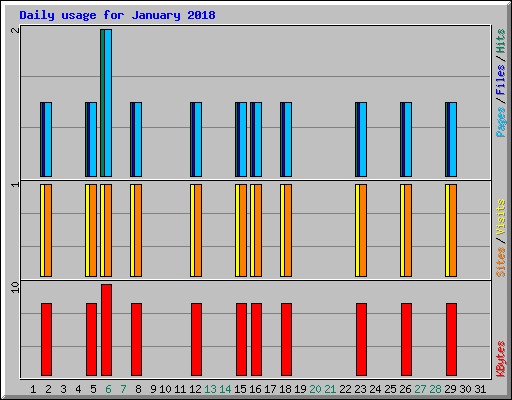 Daily usage for January 2018
2
Pages/Files/Hits
1
Sites/Visits
10
KBytes
1 2 3 4 5 6 7 8 9 10 11 12 13 14 15 16 17 18 19 20 21 22 23 24 25 26 27 28 29 30 31